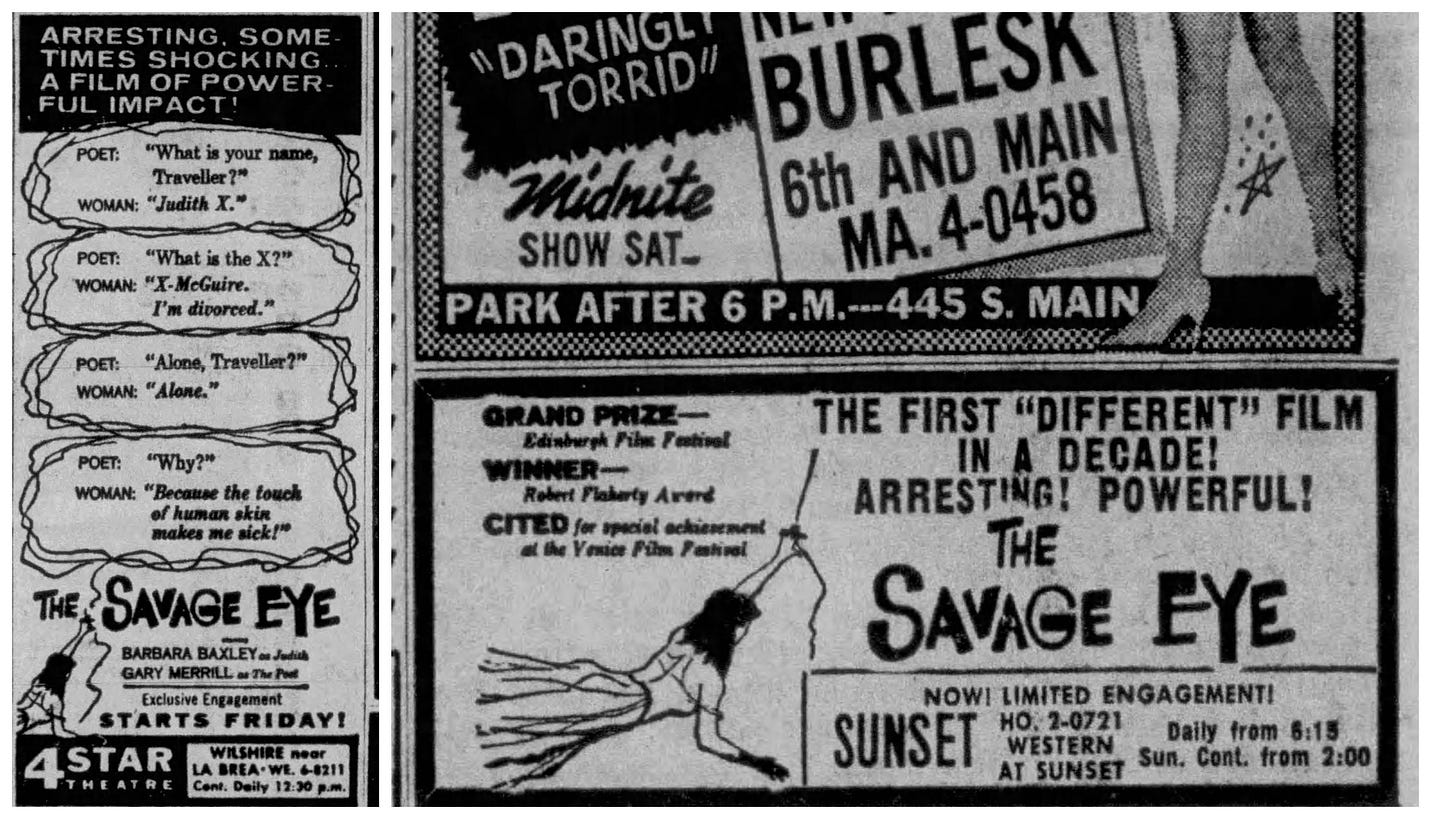 ARRESTING, SOME-
TIMES SHOCKING...
A FILM OF POWER-
FUL IMPACT!
POET: "What is your name,
Traveller?"
WOMAN: "Judith X."
POET: "What is the X?"
WOMAN: "X-McGuire.
I'm divorced."
POET: "Alone, Traveller?"
WOMAN: "Alone."
POET: "Why?"
WOMAN: "Because the touch
of human skin
makes me sick!"
THE SAVAGE EYE
starring
BARBARA BAXLEY as Judith
GARY MERRILL as The Poet
Exclusive Engagement
STARTS FRIDAY!
4 STAR
THEATRE
WILSHIRE near
LA BREA · WE. 6-8211
Cont. Daily 12:30 p.m.
"DARINGLY
TORRID"
Midnite
SHOW SAT.
BURLESK
6th AND MAIN
MA. 4-0458
PARK AFTER 6 P.M.---445 S. MAIN
GRAND PRIZE—
Edinburgh Film Festival
WINNER—
Robert Flaherty Award
CITED for special achievement
at the Venice Film Festival
THE FIRST "DIFFERENT" FILM
IN A DECADE!
ARRESTING! POWERFUL!
THE
SAVAGE EYE
NOW! LIMITED ENGAGEMENT!
SUNSET
HO. 2-0721
WESTERN
AT SUNSET
Daily from 6:15
Sun. Cont. from 2:00